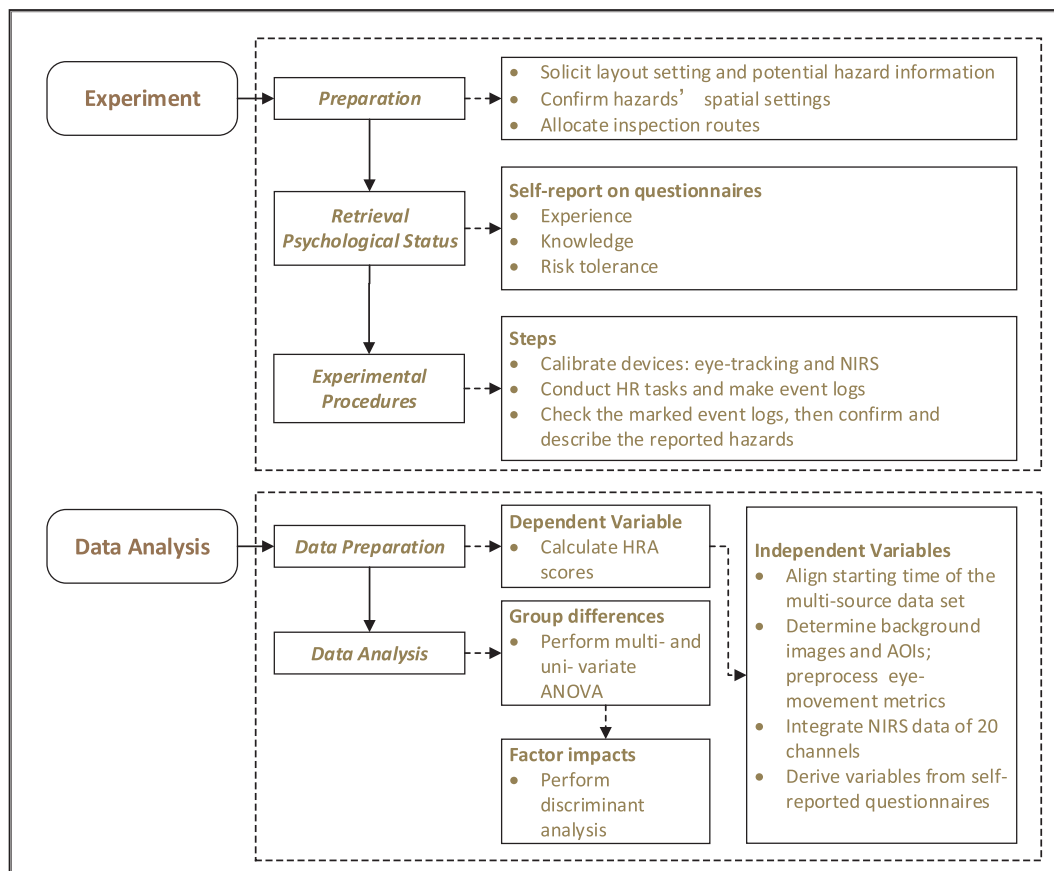 Experiment
Preparation
• Solicit layout setting and potential hazard information
• Confirm hazards’ spatial settings
• Allocate inspection routes
Retrieval
Psychological Status
Self-report on questionnaires
• Experience
• Knowledge
• Risk tolerance
Experimental
Procedures
Steps
• Calibrate devices: eye-tracking and NIRS
• Conduct HR tasks and make event logs
• Check the marked event logs, then confirm and
describe the reported hazards
Data Analysis
Data Preparation
Dependent Variable
• Calculate HRA
scores
Data Analysis
Group differences
• Perform multi- and
uni- variate
ANOVA
Factor impacts
• Perform
discriminant
analysis
Independent Variables
• Align starting time of the
multi-source data set
• Determine background
images and AOIs;
preprocess eye-
movement metrics
• Integrate NIRS data of 20
channels
• Derive variables from self-
reported questionnaires